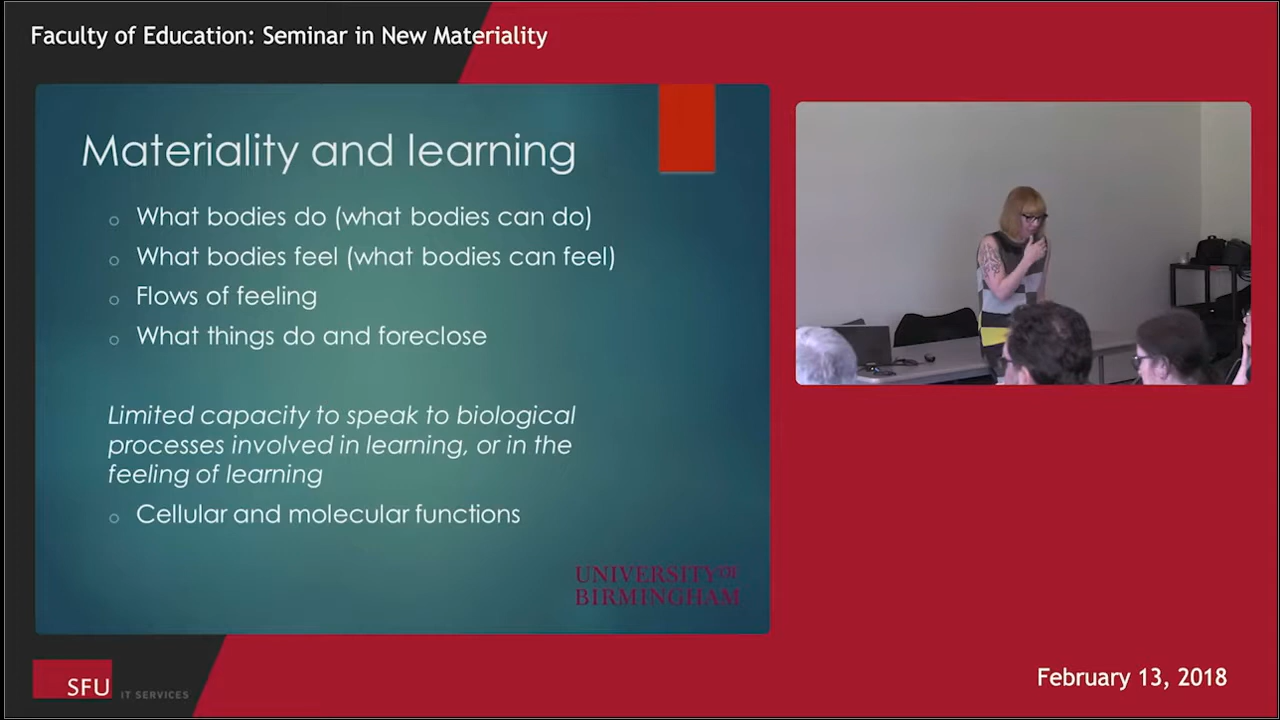 Faculty of Education: Seminar in New Materiality
Materiality and learning
What bodies do (what bodies can do)
What bodies feel (what bodies can feel)
Flows of feeling
What things do and foreclose
Limited capacity to speak to biological
processes involved in learning, or in the
feeling of learning
Cellular and molecular functions
UNIVERSITY OF
BIRMINGHAM
SFU IT SERVICES
February 13, 2018